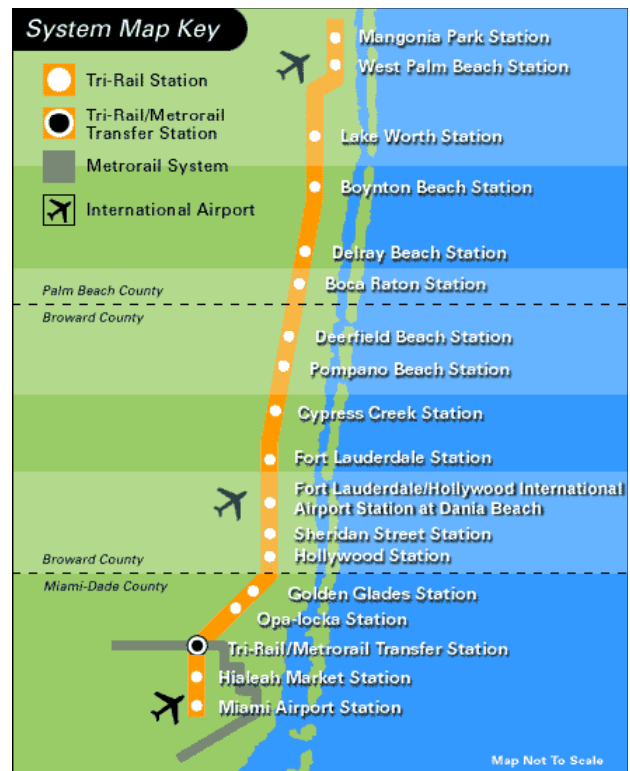 System Map Key
Tri-Rail Station
Tri-Rail/Metrorail
Transfer Station
Metrorail System
International Airport
Mangonia Park Station
West Palm Beach Station
Lake Worth Station
Boynton Beach Station
Delray Beach Station
Boca Raton Station
Palm Beach County
Broward County
Deerfield Beach Station
Pompano Beach Station
Cypress Creek Station
Fort Lauderdale Station
Fort Lauderdale/Hollywood International
Airport Station at Dania Beach
Sheridan Street Station
Hollywood Station
Broward County
Miami-Dade County
Golden Glades Station
Opa-locka Station
Tri-Rail/Metrorail Transfer Station
Hialeah Market Station
Miami Airport Station
Map Not To Scale